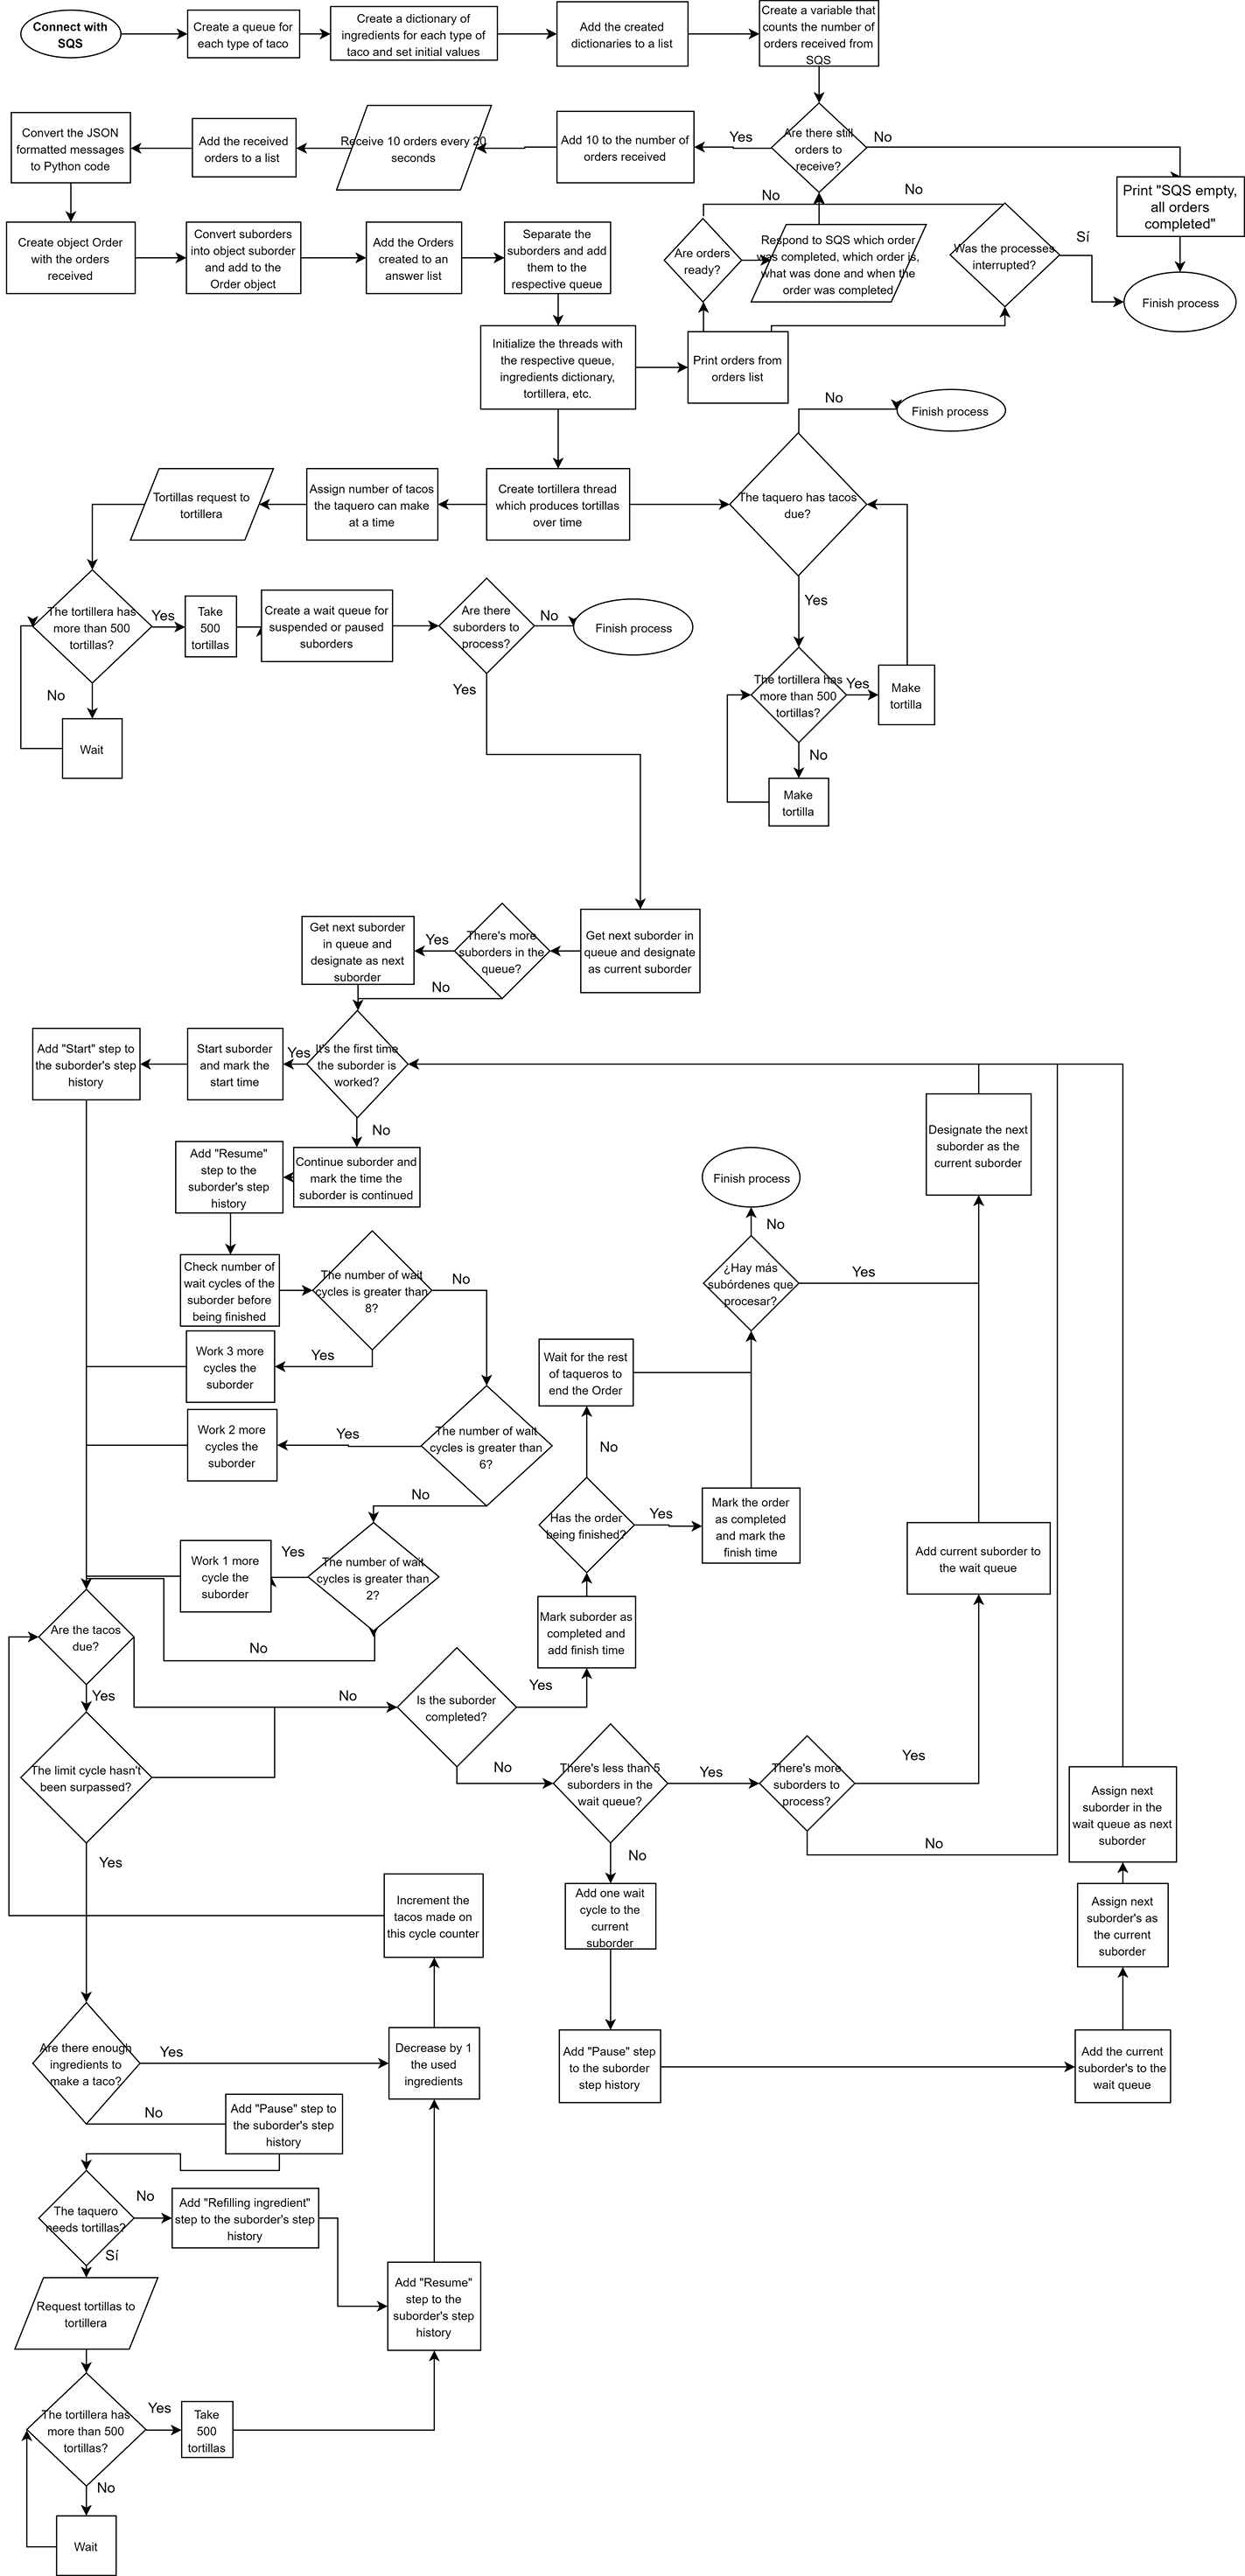 Connect with
SQS
Create a queue for
each type of taco
Create a dictionary of
ingredients for each type of
taco and set initial values
Add the created
dictionaries to a list
Create a variable that
counts the number of
orders received from
SQS
Convert the JSON
formatted messages
to Python code
Add the received
orders to a list
Receive 10 orders every 20
seconds
Add 10 to the number of
orders received
Yes
Are there still
orders to
receive?
No
Print "SQS empty,
all orders
completed"
Create object Order
with the orders
received
Convert suborders
into object suborder
and add to the
Order object
Add the Orders
created to an
answer list
Separate the
suborders and add
them to the
respective queue
No
No
Are orders
ready?
Respond to SQS which order
was completed, which order is,
what was done and when the
order was completed
Was the processes
interrupted?
Sí
Finish process
Initialize the threads with
the respective queue,
ingredients dictionary,
tortillera, etc.
Print orders from
orders list
No
Finish process
Tortillas request to
tortillera
Assign number of tacos
the taquero can make
at a time
Create tortillera thread
which produces tortillas
over time
The taquero has tacos
due?
Yes
The tortillera has
more than 500
tortillas?
Yes
Take
500
tortillas
Create a wait queue for
suspended or paused
suborders
Are there
suborders to
process?
No
Finish process
No
Wait
Yes
The tortillera has
more than 500
tortillas?
Yes
Make
tortilla
No
Make
tortilla
Get next suborder
in queue and
designate as next
suborder
Yes
There's more
suborders in the
queue?
Get next suborder in
queue and designate
as current suborder
No
Add "Start" step to
the suborder's step
history
Start suborder
and mark the
start time
Yes
It's the first time
the suborder is
worked?
No
Designate the next
suborder as the
current suborder
Add "Resume"
step to the
suborder's step
history
Continue suborder and
mark the time the
suborder is continued
Finish process
No
Check number of
wait cycles of the
suborder before
being finished
The number of wait
cycles is greater than
8?
No
¿Hay más
subórdenes que
procesar?
Yes
Work 3 more
cycles the
suborder
Yes
Wait for the rest
of taqueros to
end the Order
Work 2 more
cycles the
suborder
Yes
The number of wait
cycles is greater than
6?
No
No
Has the order
being finished?
Yes
Mark the order
as completed
and mark the
finish time
Add current suborder to
the wait queue
Work 1 more
cycle the
suborder
Yes
The number of wait
cycles is greater than
2?
No
Are the tacos
due?
Mark suborder as
completed and
add finish time
Yes
No
Is the suborder
completed?
Yes
The limit cycle hasn't
been surpassed?
No
There's less than 5
suborders in the
wait queue?
Yes
There's more
suborders to
process?
Yes
No
Assign next
suborder in the
wait queue as next
suborder
Yes
No
Increment the
tacos made on
this cycle counter
Add one wait
cycle to the
current
suborder
Assign next
suborder's as
the current
suborder
Are there enough
ingredients to
make a taco?
Yes
Decrease by 1
the used
ingredients
Add "Pause" step
to the suborder
step history
Add the current
suborder's to the
wait queue
No
Add "Pause" step to
the suborder's step
history
The taquero
needs tortillas?
No
Add "Refilling ingredient"
step to the suborder's step
history
Sí
Request tortillas to
tortillera
Add "Resume"
step to the
suborder's step
history
The tortillera has
more than 500
tortillas?
Yes
Take
500
tortillas
No
Wait